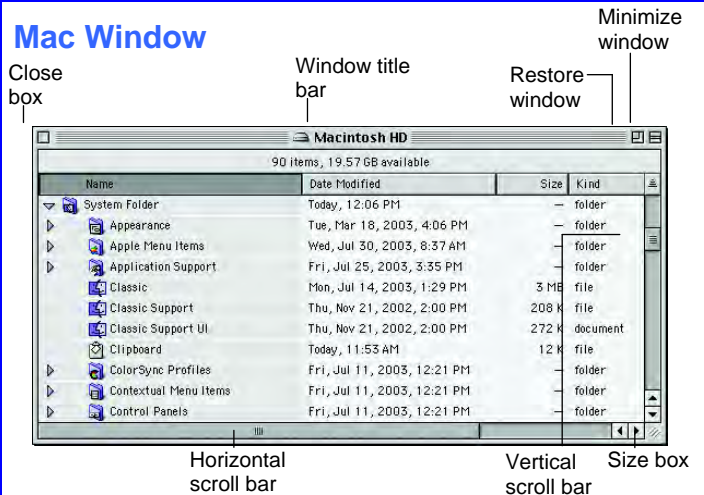 Mac Window
Minimize
window
Close
box
Window title
bar
Restore
window
Macintosh HD
90 items, 19.57 GB available
Name Date Modified Size Kind
System Folder Today, 12:06 PM – folder
Appearance Tue, Mar 18, 2003, 4:06 PM – folder
Apple Menu Items Wed, Jul 30, 2003, 8:37 AM – folder
Application Support Fri, Jul 25, 2003, 3:35 PM – folder
Classic Mon, Jul 14, 2003, 1:29 PM 3 MB file
Classic Support Thu, Nov 21, 2002, 2:00 PM 208 K file
Classic Support UI Thu, Nov 21, 2002, 2:00 PM 272 K document
Clipboard Today, 11:53 AM 12 K file
ColorSync Profiles Fri, Jul 11, 2003, 12:21 PM – folder
Contextual Menu Items Fri, Jul 11, 2003, 12:21 PM – folder
Control Panels Fri, Jul 11, 2003, 12:21 PM – folder
Horizontal
scroll bar
Vertical
scroll bar
Size box